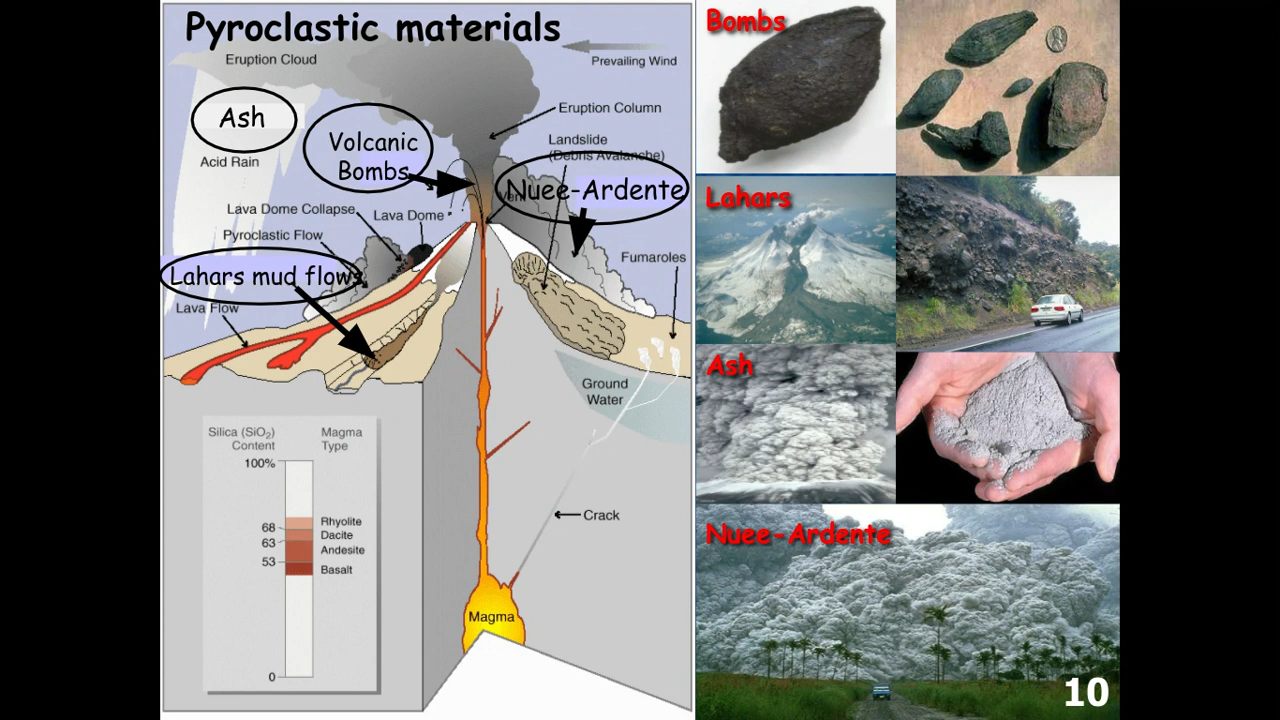 Pyroclastic materials
Eruption Cloud
Prevailing Wind
Ash
Eruption Column
Volcanic
Bombs
Landslide
(Debris Avalanche)
Acid Rain
Nuee-Ardente
Lava Dome Collapse
Lava Dome
Pyroclastic Flow
Fumaroles
Lahars mud flows
Lava Flow
Ground
Water
Silica (SiO2)
Content
Magma
Type
100%
68
63
53
0
Rhyolite
Dacite
Andesite
Basalt
Crack
Magma
Bombs
Lahars
Ash
Nuee-Ardente
10